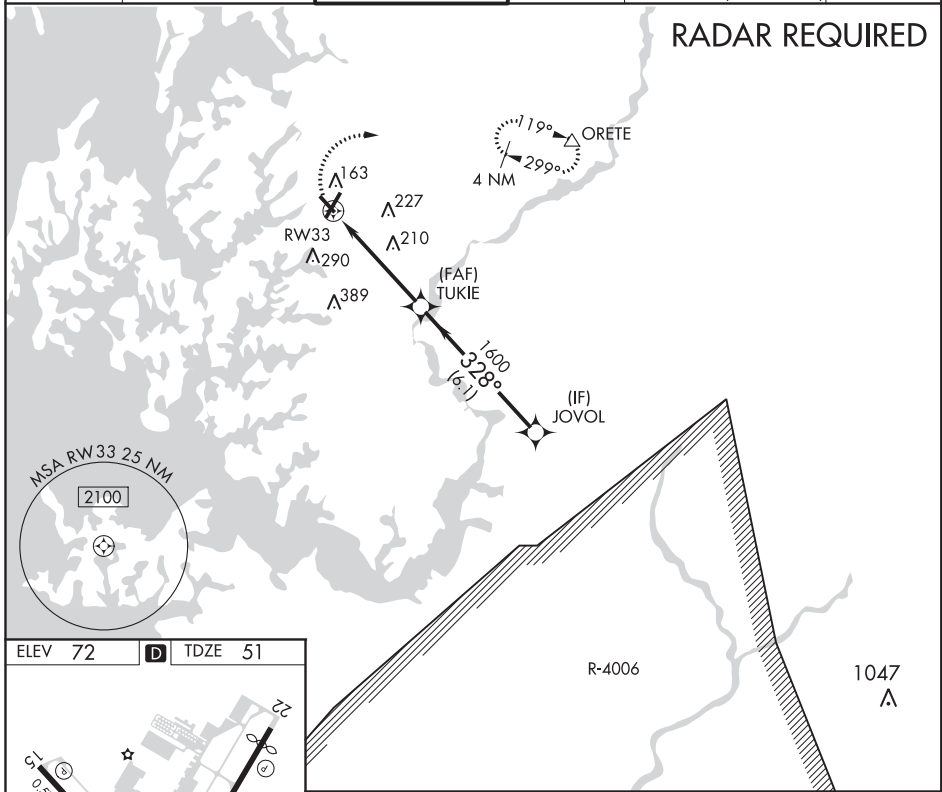 RADAR REQUIRED
119°
ORETE
299°
4 NM
163
227
RW33
210
290
(FAF)
TUKIE
389
1600
328°
(6.1)
(IF)
JOVOL
MSA RW33 25 NM
2100
ELEV 72
D
TDZE 51
R-4006
1047
22
15
P
P